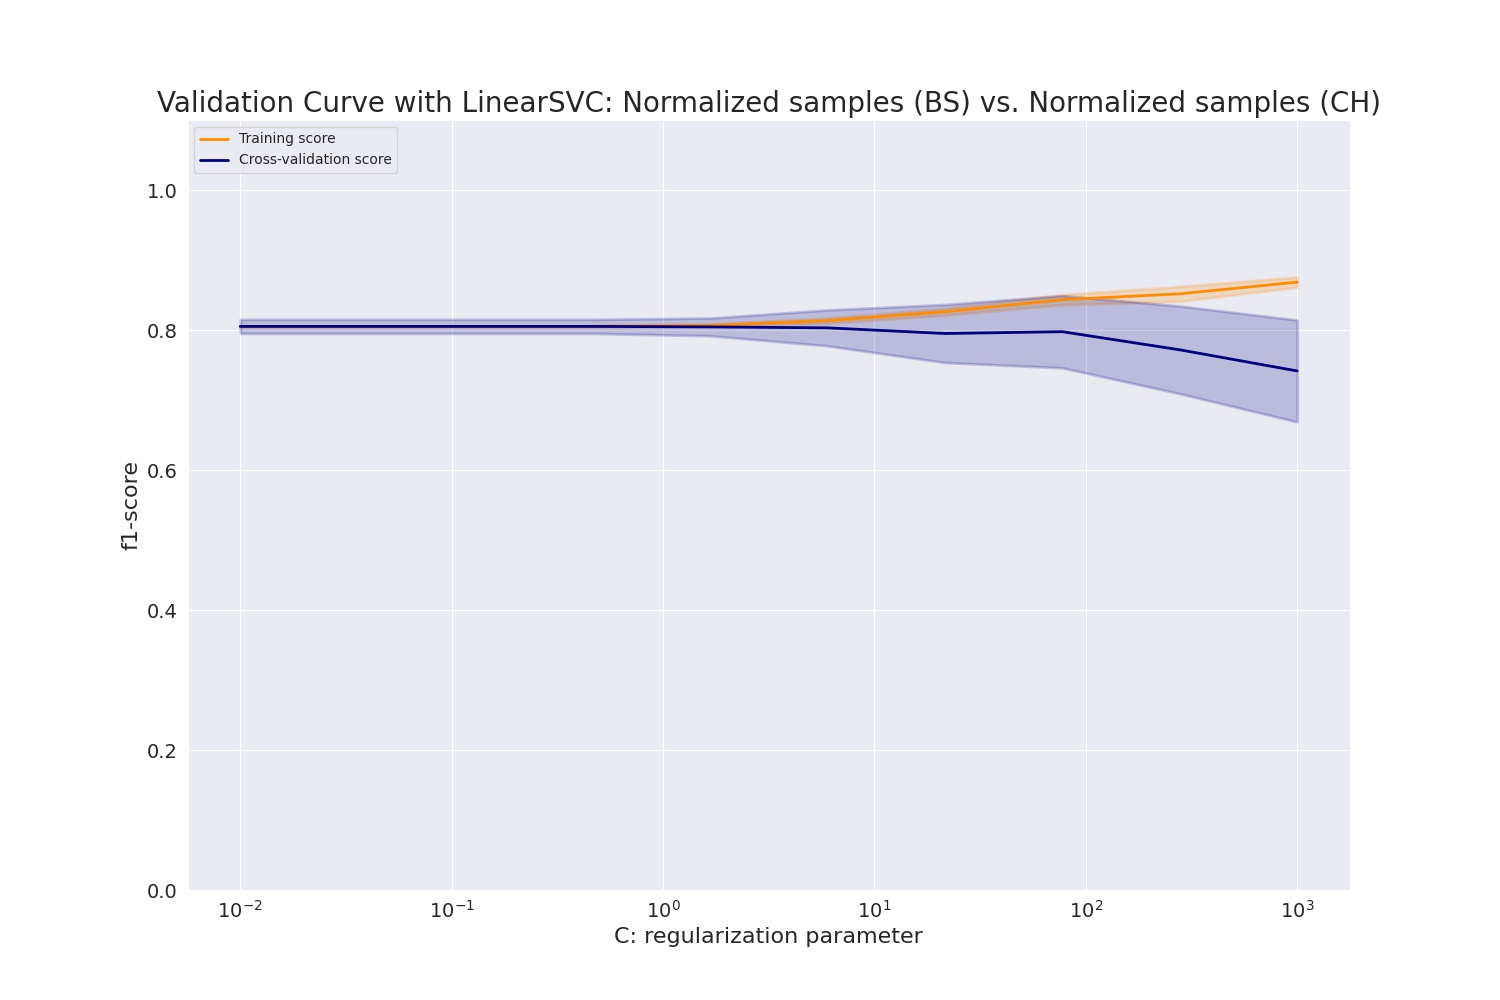 Validation Curve with LinearSVC: Normalized samples (BS) vs. Normalized samples (CH)
Training score
Cross-validation score
1.0
0.8
0.6
0.4
0.2
0.0
f1-score
10⁻² 10⁻¹ 10⁰ 10¹ 10² 10³
C: regularization parameter